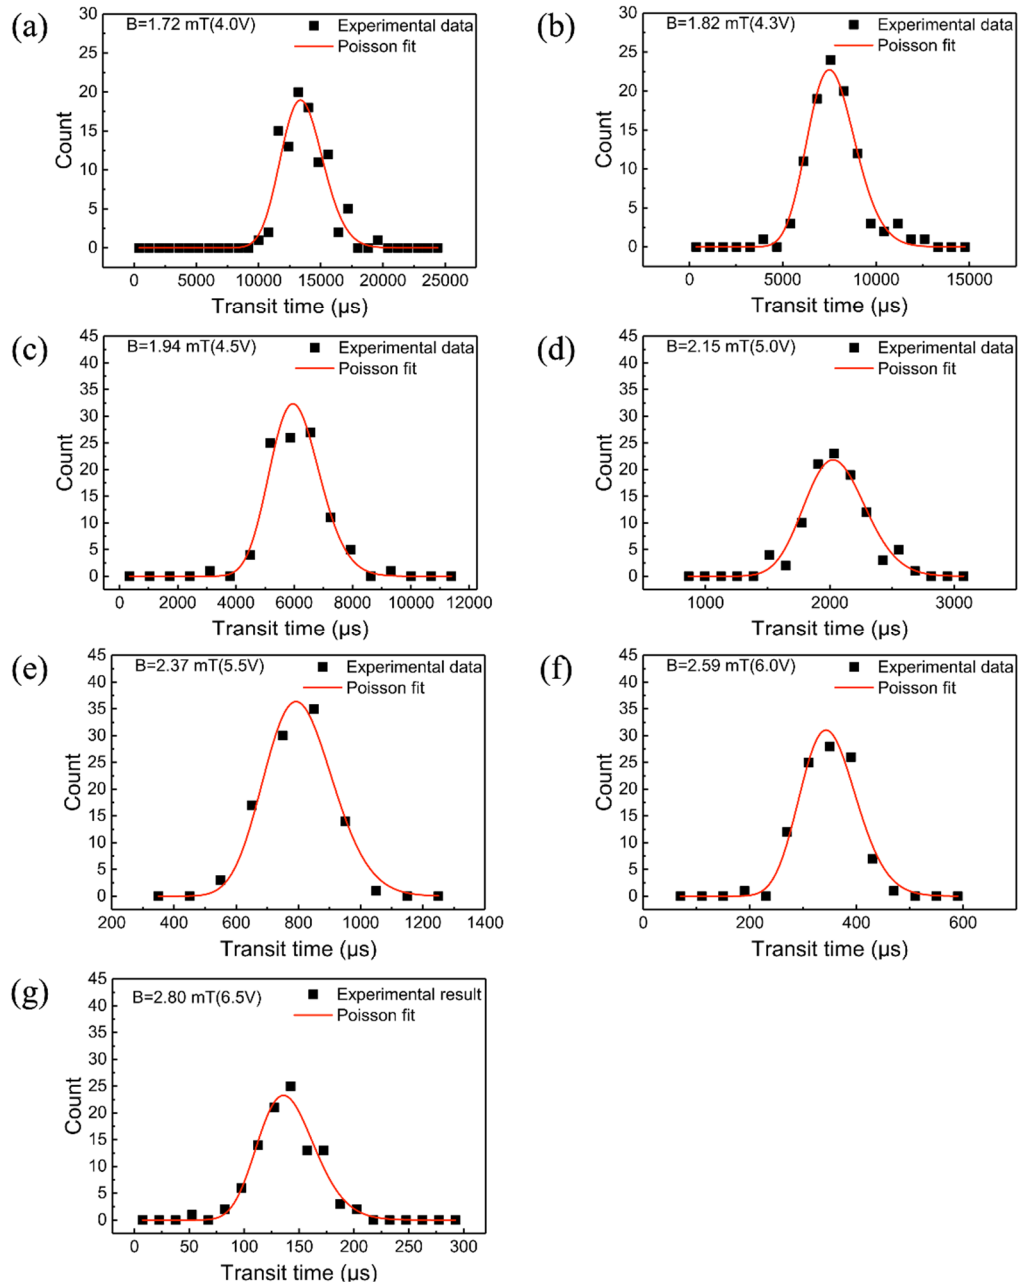 (a)
B=1.72 mT(4.0V)
Experimental data
Poisson fit
30
25
20
15
10
5
0
Count
0 5000 10000 15000 20000 25000
Transit time (µs)
(b)
B=1.82 mT(4.3V)
Experimental data
Poisson fit
30
25
20
15
10
5
0
Count
0 5000 10000 15000
Transit time (µs)
(c)
B=1.94 mT(4.5V)
Experimental data
Poisson fit
45
40
35
30
25
20
15
10
5
0
Count
0 2000 4000 6000 8000 10000 12000
Transit time (µs)
(d)
B=2.15 mT(5.0V)
Experimental data
Poisson fit
45
40
35
30
25
20
15
10
5
0
Count
1000 2000 3000
Transit time (µs)
(e)
B=2.37 mT(5.5V)
Experimental data
Poisson fit
45
40
35
30
25
20
15
10
5
0
Count
200 400 600 800 1000 1200 1400
Transit time (µs)
(f)
B=2.59 mT(6.0V)
Experimental data
Poisson fit
45
40
35
30
25
20
15
10
5
0
Count
0 200 400 600
Transit time (µs)
(g)
B=2.80 mT(6.5V)
Experimental result
Poisson fit
45
40
35
30
25
20
15
10
5
0
Count
0 50 100 150 200 250 300
Transit time (µs)